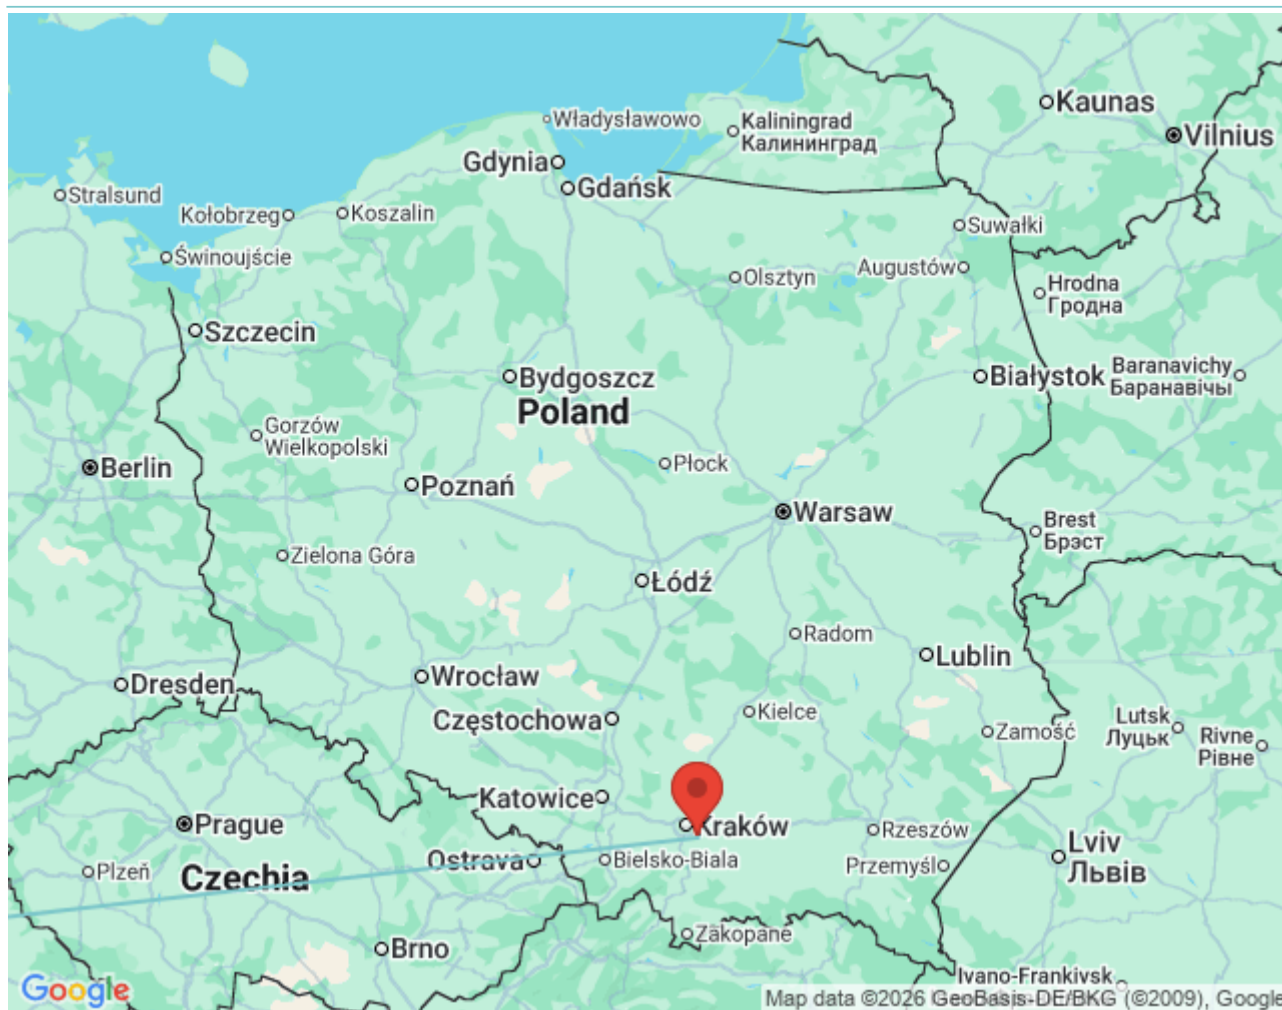 Kaunas
Vilnius
Władysławowo
Kaliningrad
Калининград
Gdynia
Gdańsk
Stralsund
Kołobrzeg
Koszalin
Suwałki
Świnoujście
Olsztyn
Augustów
Hrodna
Гродна
Szczecin
Bydgoszcz
Białystok
Baranavichy
Баранавічы
Poland
Gorzów
Wielkopolski
Berlin
Płock
Poznań
Warsaw
Brest
Брэст
Zielona Góra
Łódź
Radom
Lublin
Wrocław
Dresden
Częstochowa
Kielce
Zamość
Lutsk
Луцьк
Rivne
Рівне
Katowice
Prague
Kraków
Rzeszów
Lviv
Львів
Ostrava
Bielsko-Biala
Przemyśl
Plzeň
Czechia
Brno
Zakopane
Ivano-Frankivsk
Google
Map data ©2026 GeoBasis-DE/BKG (©2009), Google